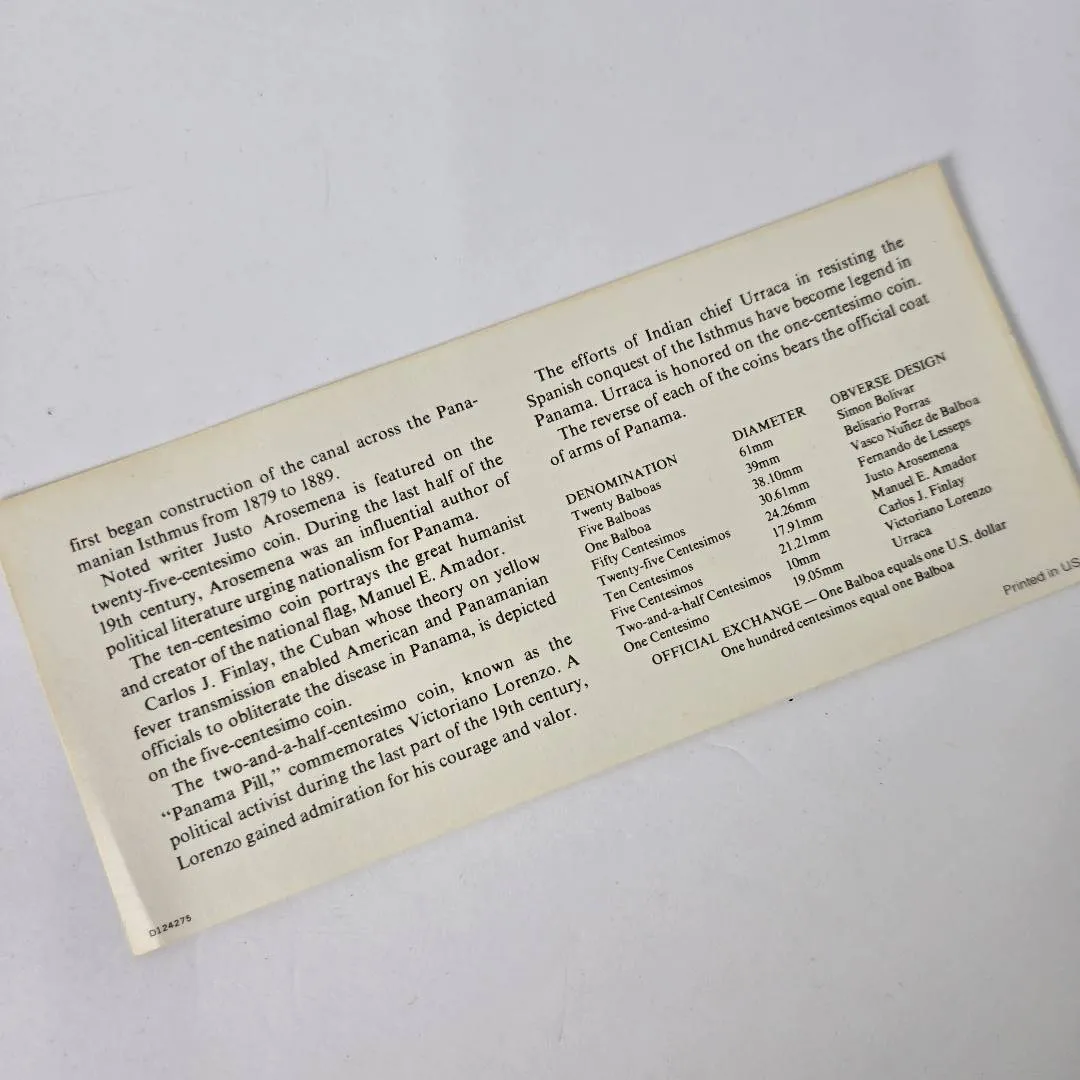 first began construction of the canal across the Pana-
manian Isthmus from 1879 to 1889.
Noted writer Justo Arosemena is featured on the
twenty-five-centesimo coin. During the last half of the
19th century, Arosemena was an influential author of
political literature urging nationalism for Panama.
The ten-centesimo coin portrays the great humanist
and creator of the national flag, Manuel E. Amador.
Carlos J. Finlay, the Cuban whose theory on yellow
fever transmission enabled American and Panamanian
officials to obliterate the disease in Panama, is depicted
on the five-centesimo coin.
The two-and-a-half-centesimo coin, known as the
“Panama Pill,” commemorates Victoriano Lorenzo. A
political activist during the last part of the 19th century,
Lorenzo gained admiration for his courage and valor.
D124275
The efforts of Indian chief Urraca in resisting the
Spanish conquest of the Isthmus have become legend in
Panama. Urraca is honored on the one-centesimo coin.
The reverse of each of the coins bears the official coat
of arms of Panama.
DENOMINATION DIAMETER OBVERSE DESIGN
Twenty Balboas 61mm Simon Bolivar
Five Balboas 39mm Belisario Porras
One Balboa 38.10mm Vasco Nuñez de Balboa
Fifty Centesimos 30.61mm Fernando de Lesseps
Twenty-five Centesimos 24.26mm Justo Arosemena
Ten Centesimos 17.91mm Manuel E. Amador
Five Centesimos 21.21mm Carlos J. Finlay
Two-and-a-half Centesimos 10mm Victoriano Lorenzo
One Centesimo 19.05mm Urraca
OFFICIAL EXCHANGE — One Balboa equals one U.S. dollar
One hundred centesimos equal one Balboa
Printed in US